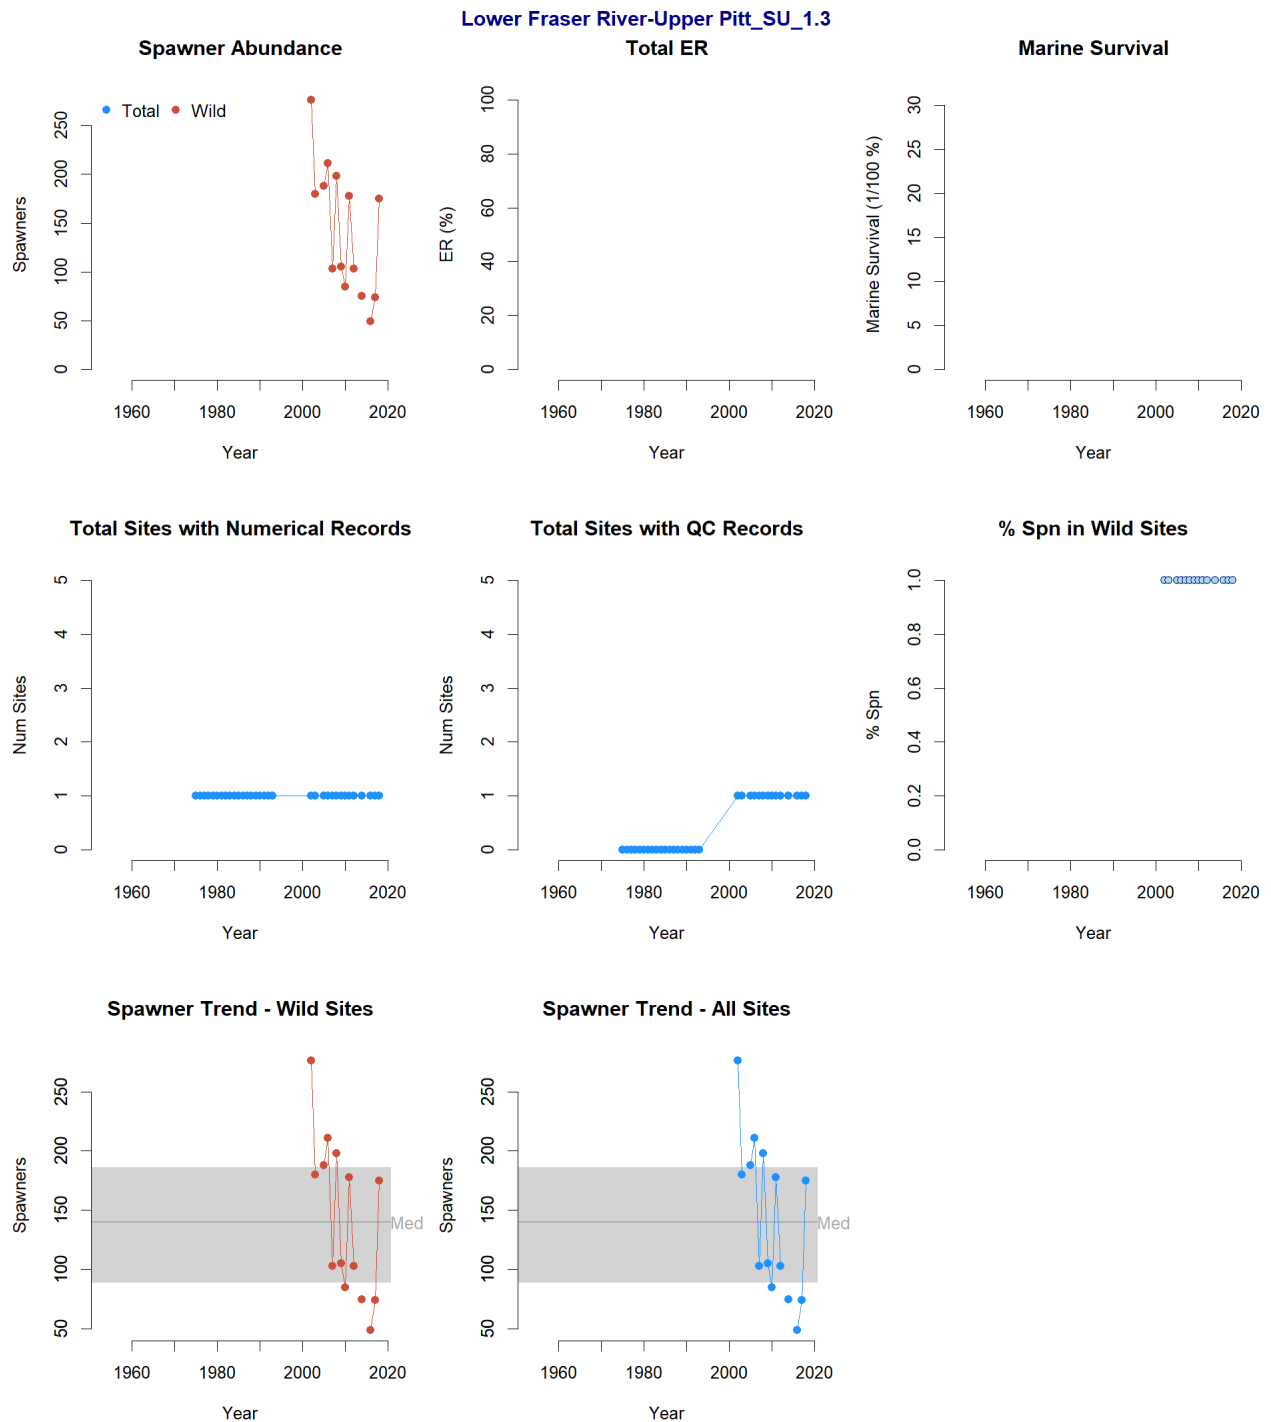 Lower Fraser River-Upper Pitt_SU_1.3
Spawner Abundance
Total
Wild
Spawners
0
50
100
150
200
250
1960 1980 2000 2020
Year
Total ER
ER (%)
0
20
40
60
80
100
1960 1980 2000 2020
Year
Marine Survival
Marine Survival (1/100 %)
0
5
10
15
20
25
30
1960 1980 2000 2020
Year
Total Sites with Numerical Records
Num Sites
0
1
2
3
4
5
1960 1980 2000 2020
Year
Total Sites with QC Records
Num Sites
0
1
2
3
4
5
1960 1980 2000 2020
Year
% Spn in Wild Sites
% Spn
0.0
0.2
0.4
0.6
0.8
1.0
1960 1980 2000 2020
Year
Spawner Trend - Wild Sites
Spawners
50
100
150
200
250
Med
1960 1980 2000 2020
Year
Spawner Trend - All Sites
Spawners
50
100
150
200
250
Med
1960 1980 2000 2020
Year